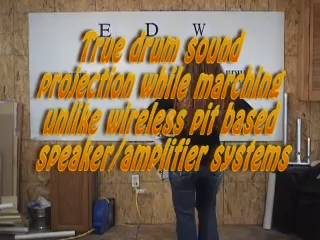 E D W
True drum sound
projection while marching
unlike wireless pit based
speaker/amplifier systems